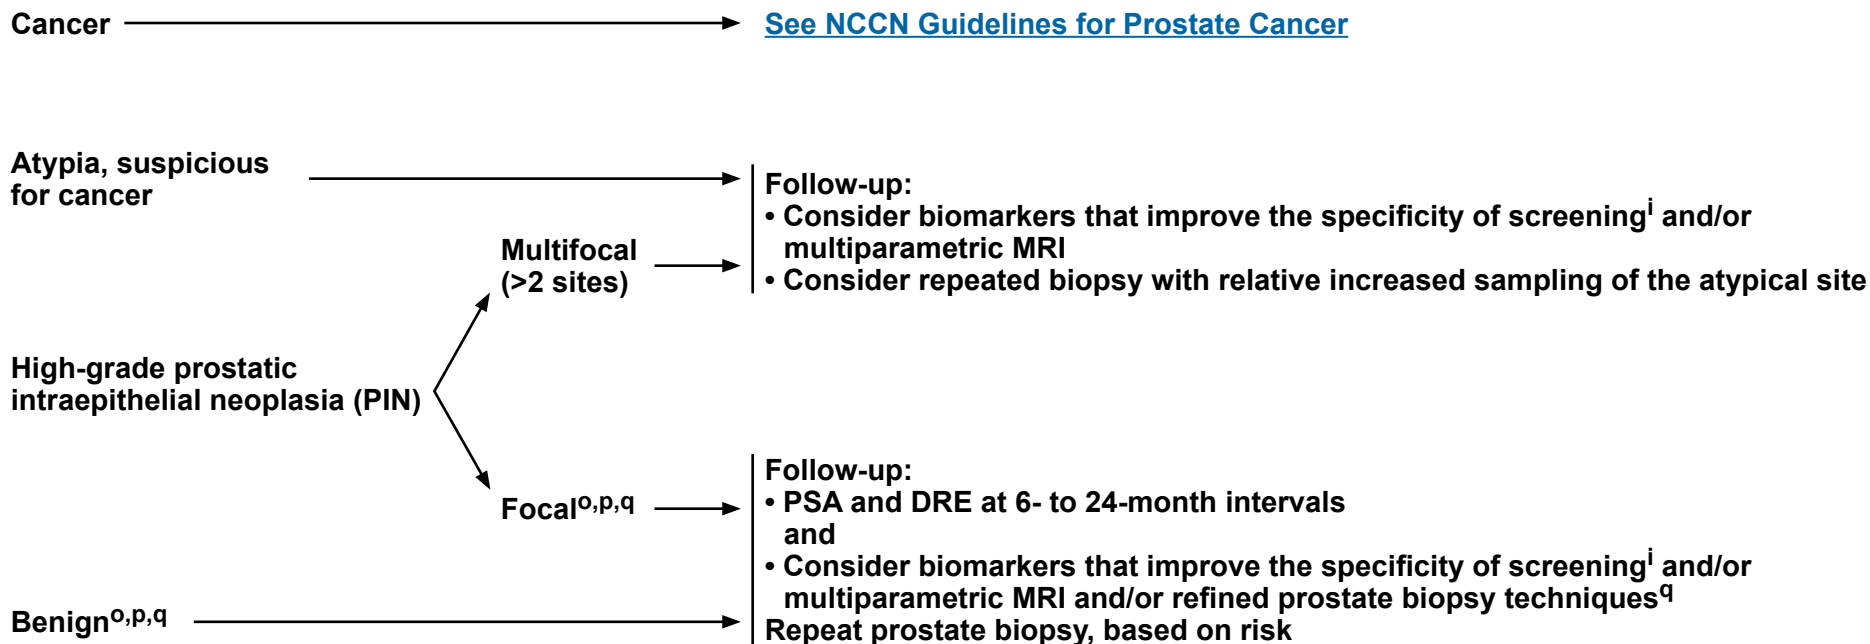 Cancer
See NCCN Guidelines for Prostate Cancer
Atypia, suspicious
for cancer
Follow-up:
• Consider biomarkers that improve the specificity of screeningⁱ and/or
multiparametric MRI
• Consider repeated biopsy with relative increased sampling of the atypical site
Multifocal
(>2 sites)
High-grade prostatic
intraepithelial neoplasia (PIN)
Focalo,p,q
Follow-up:
• PSA and DRE at 6- to 24-month intervals
and
• Consider biomarkers that improve the specificity of screeningⁱ and/or
multiparametric MRI and/or refined prostate biopsy techniquesq
Repeat prostate biopsy, based on risk
Benigno,p,q